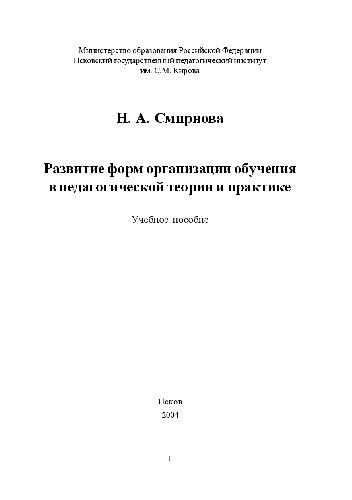 Министерство образования Российской Федерации
Псковский государственный педагогический институт
им. С.М. Кирова
Н. А. Смирнова
Развитие форм организации обучения
в педагогической теории и практике
Учебное пособие
Псков
2004
1